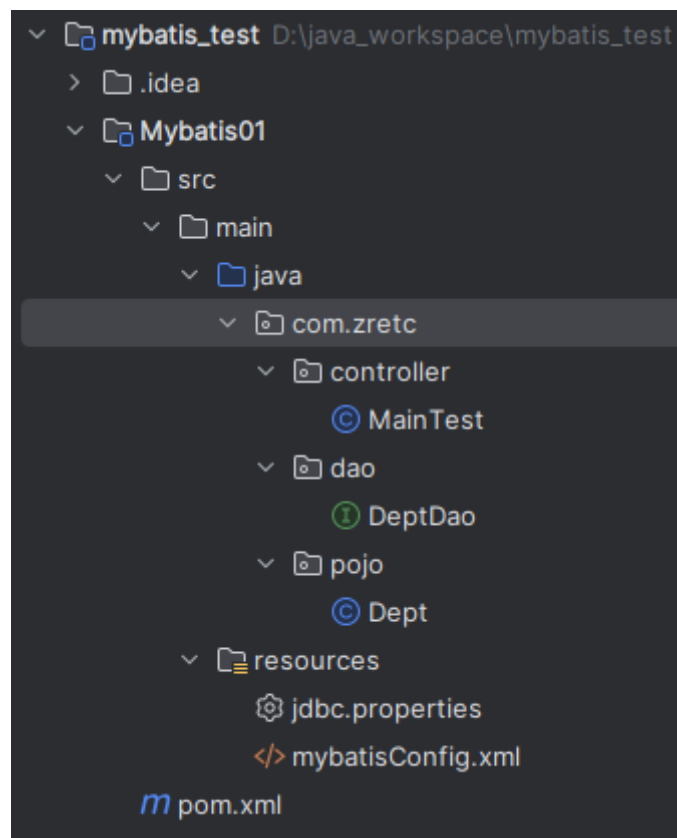 mybatis_test D:\java_workspace\mybatis_test
.idea
Mybatis01
src
main
java
com.zretc
controller
MainTest
dao
DeptDao
pojo
Dept
resources
jdbc.properties
mybatisConfig.xml
pom.xml